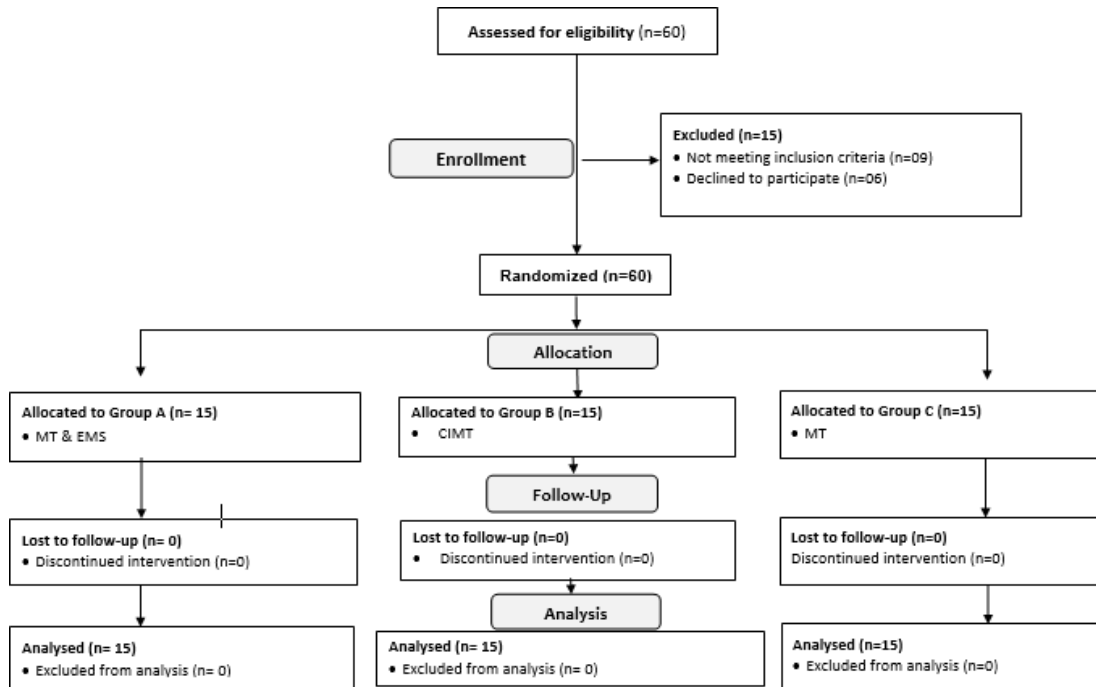 Assessed for eligibility (n=60)
Enrollment
Excluded (n=15)
• Not meeting inclusion criteria (n=09)
• Declined to participate (n=06)
Randomized (n=60)
Allocation
Allocated to Group A (n= 15)
• MT & EMS
Allocated to Group B (n=15)
• CIMT
Allocated to Group C (n=15)
• MT
Follow-Up
Lost to follow-up (n= 0)
• Discontinued intervention (n=0)
Lost to follow-up (n=0)
• Discontinued intervention (n=0)
Lost to follow-up (n=0)
Discontinued intervention (n=0)
Analysis
Analysed (n= 15)
• Excluded from analysis (n= 0)
Analysed (n= 15)
• Excluded from analysis (n= 0)
Analysed (n=15)
• Excluded from analysis (n=0)